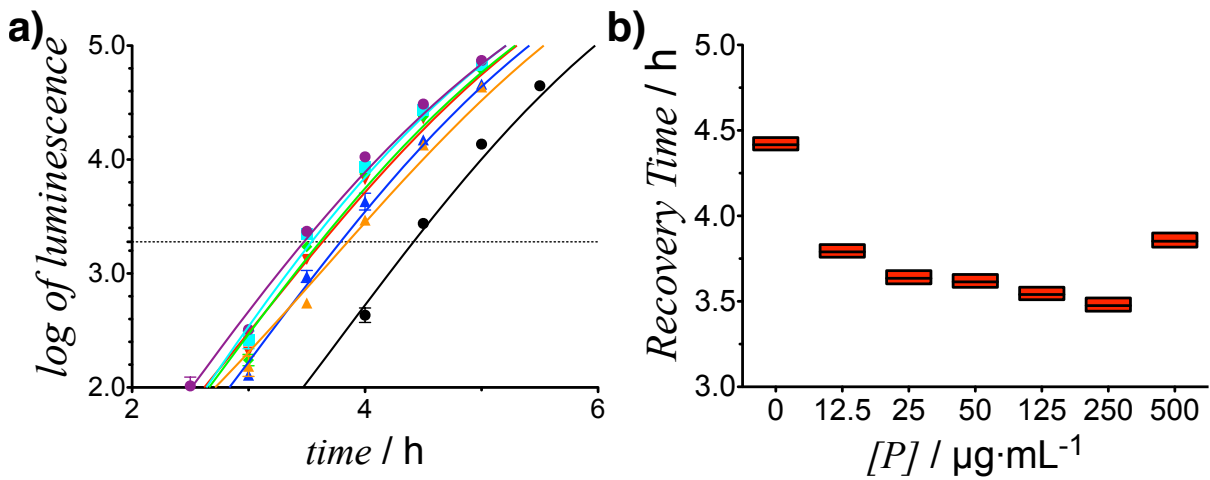 a)
log of luminescence
5.0
4.0
3.0
2.0
2 4 6
time / h
b)
Recovery Time / h
5.0
4.5
4.0
3.5
3.0
0 12.5 25 50 125 250 500
[P] / µg·mL⁻¹